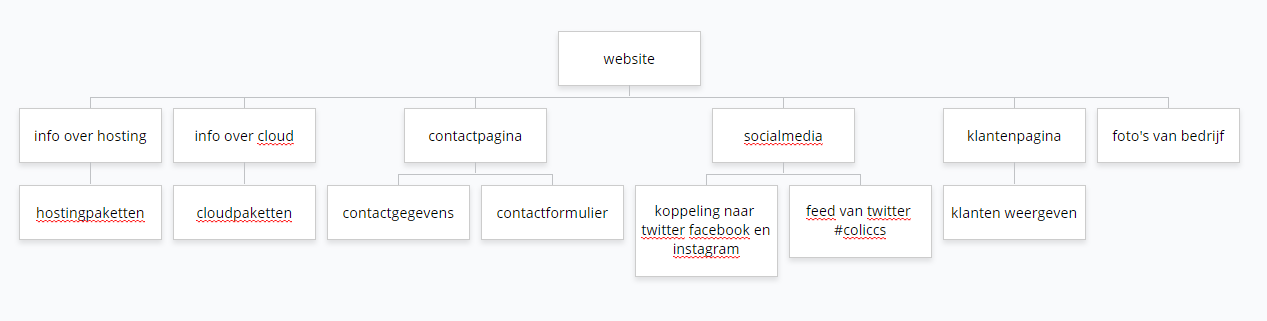 website
info over hosting
info over cloud
contactpagina
socialmedia
klantenpagina
foto's van bedrijf
hostingpaketten
cloudpaketten
contactgegevens
contactformulier
koppeling naar
twitter facebook en
instagram
feed van twitter
#coliccs
klanten weergeven